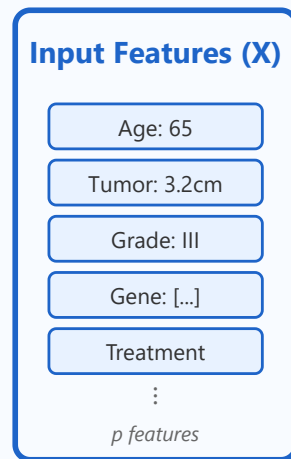 Input Features (X)
Age: 65
Tumor: 3.2cm
Grade: III
Gene: [...]
Treatment
⋮
p features